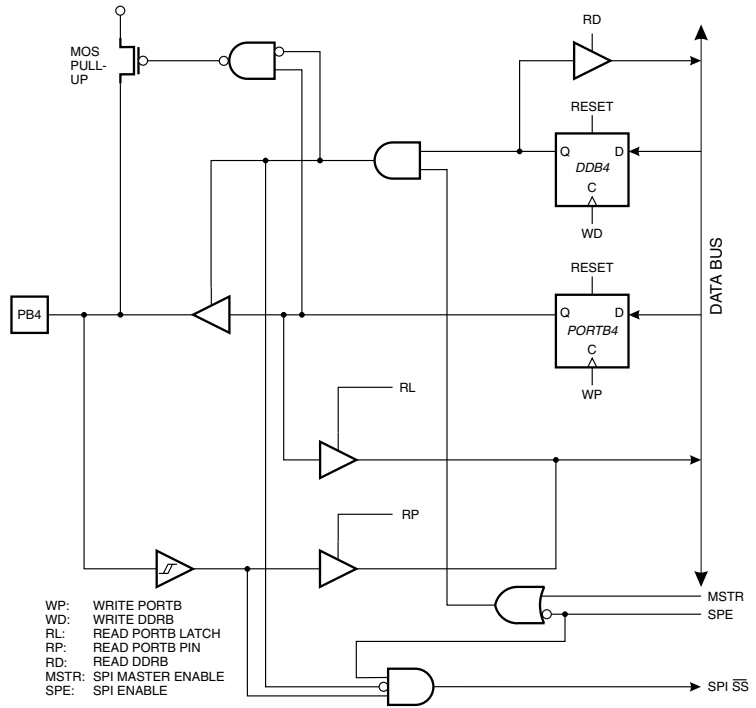 RD
MOS
PULL-
UP
RESET
Q D
DDB4
C
WD
DATA BUS
RESET
PB4
Q D
PORTB4
C
WP
RL
RP
WP: WRITE PORTB
WD: WRITE DDRB
RL: READ PORTB LATCH
RP: READ PORTB PIN
RD: READ DDRB
MSTR: SPI MASTER ENABLE
SPE: SPI ENABLE
MSTR
SPE
SPI S̅S̅